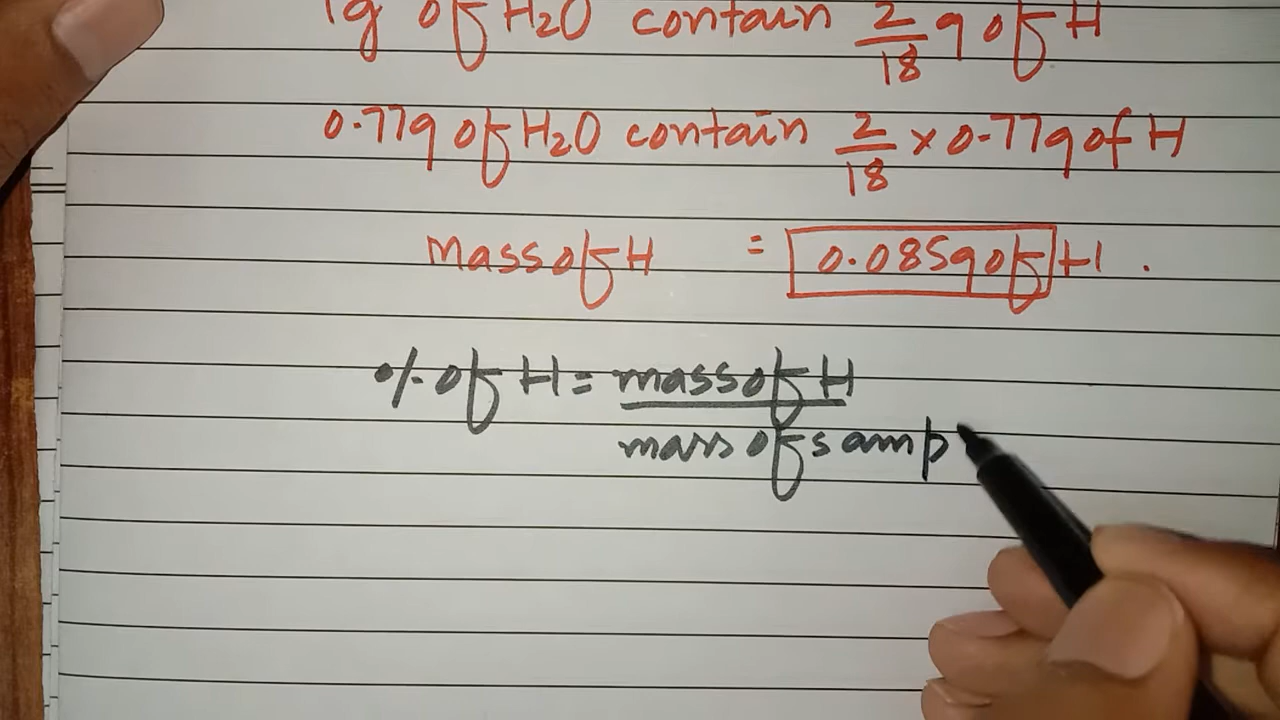 1g of H2O contain 2/18 g of H
0.77g of H2O contain 2/18 x 0.77g of H
Mass of H = 0.085g of H.
% of H = mass of H
mass of samp